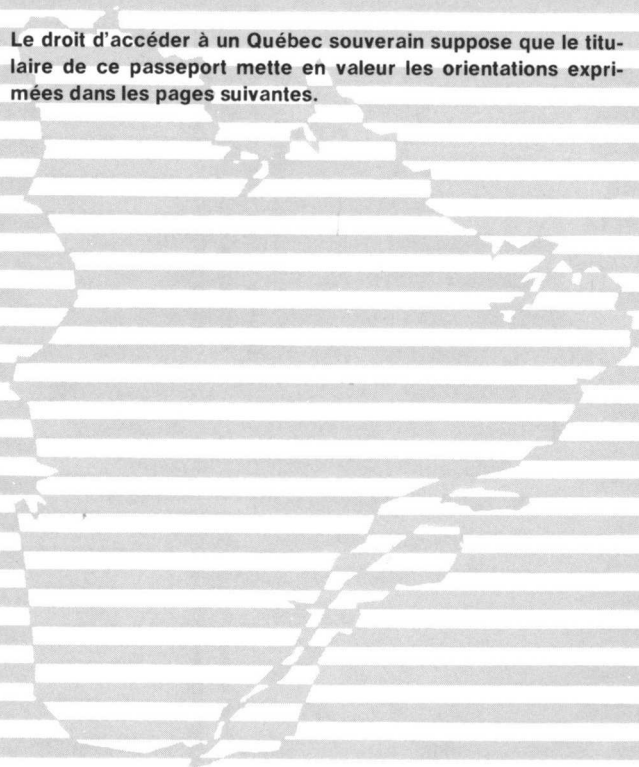 Le droit d'accéder à un Québec souverain suppose que le titu-
laire de ce passeport mette en valeur les orientations expri-
mées dans les pages suivantes.